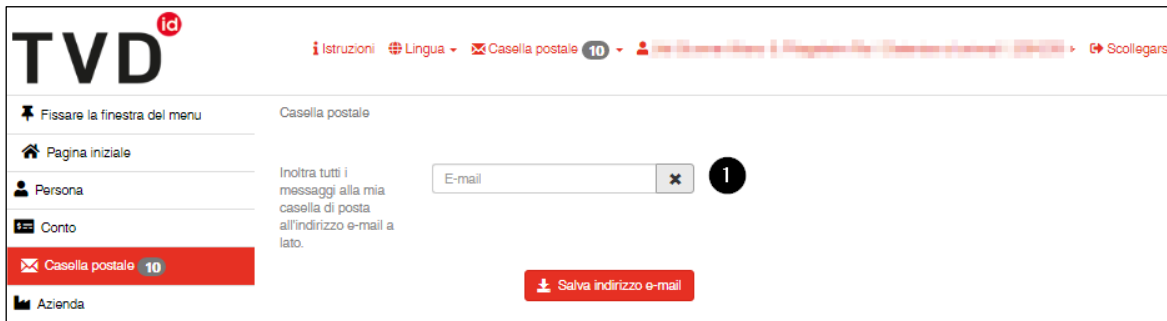 TVD id
Istruzioni Lingua Casella postale 10 Scollegars
Fissare la finestra del menu
Pagina iniziale
Persona
Conto
Casella postale 10
Azienda
Casella postale
Inoltra tutti i
messaggi alla mia
casella di posta
all'indirizzo e-mail a
lato.
E-mail
1
Salva indirizzo e-mail